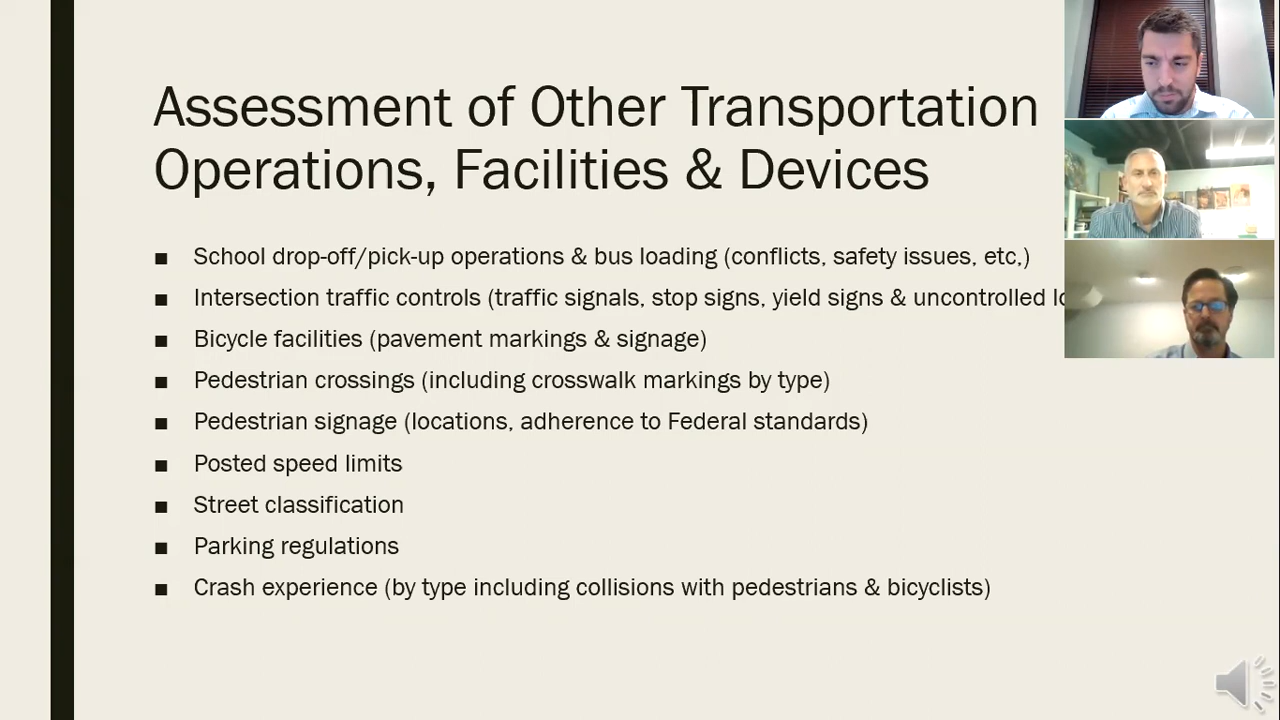 Assessment of Other Transportation
Operations, Facilities & Devices
■ School drop-off/pick-up operations & bus loading (conflicts, safety issues, etc,)
■ Intersection traffic controls (traffic signals, stop signs, yield signs & uncontrolled
■ Bicycle facilities (pavement markings & signage)
■ Pedestrian crossings (including crosswalk markings by type)
■ Pedestrian signage (locations, adherence to Federal standards)
■ Posted speed limits
■ Street classification
■ Parking regulations
■ Crash experience (by type including collisions with pedestrians & bicyclists)